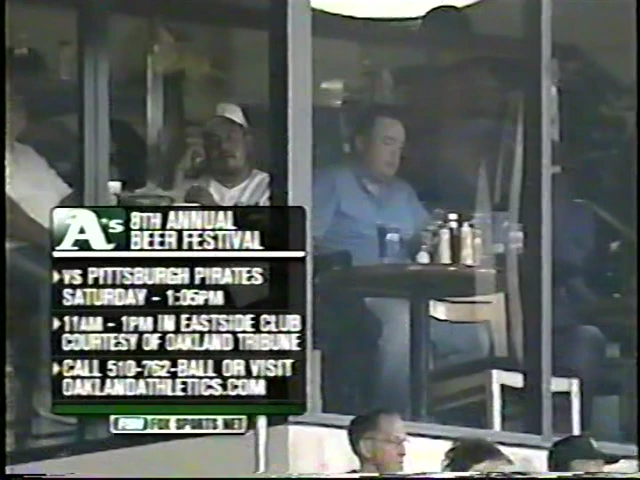 A's 8TH ANNUAL
BEER FESTIVAL
VS PITTSBURGH PIRATES
SATURDAY - 1:05PM
11AM - 1PM IN EASTSIDE CLUB
COURTESY OF OAKLAND TRIBUNE
CALL 510-762-BALL OR VISIT
OAKLANDATHLETICS.COM
FOX SPORTS NET